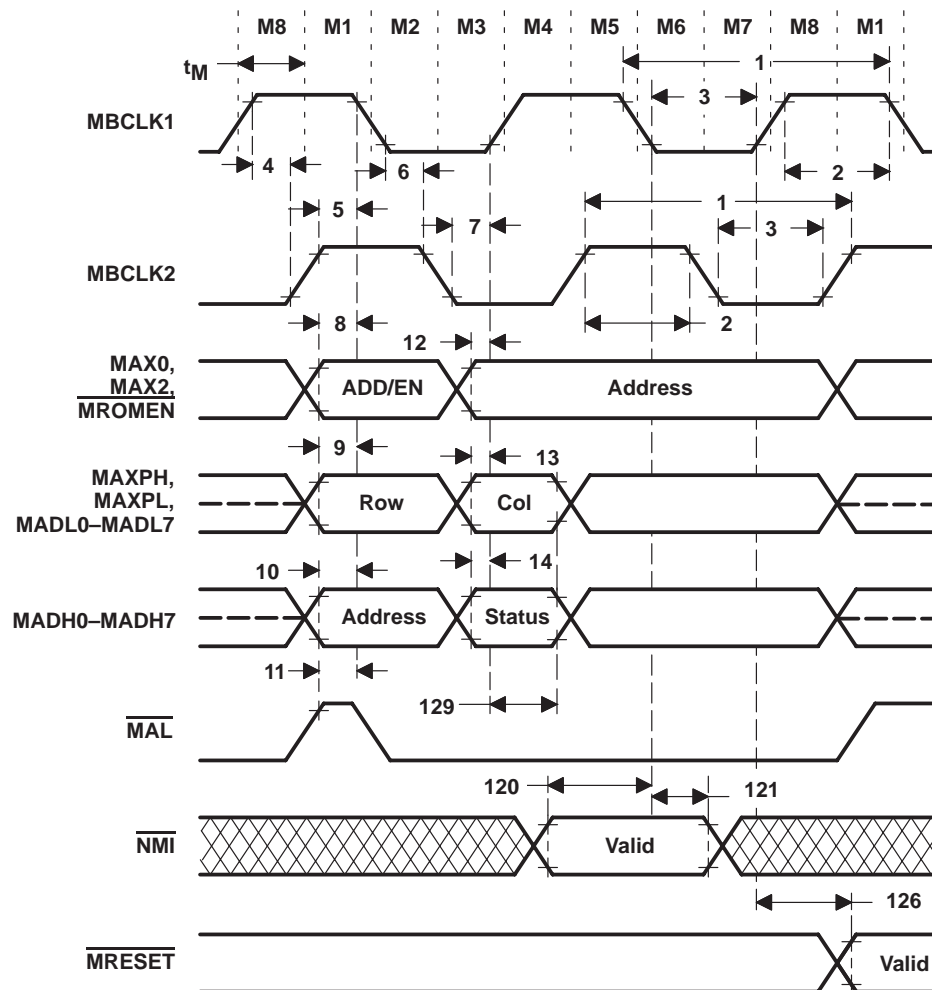 M8 M1 M2 M3 M4 M5 M6 M7 M8 M1
tM
1
3
MBCLK1
4
6
2
5
1
7
3
MBCLK2
8
2
12
MAX0,
MAX2,
MROMEN
ADD/EN
Address
9
13
MAXPH,
MAXPL,
MADL0–MADL7
Row
Col
10
14
MADH0–MADH7
Address
Status
11
129
MAL
120
121
NMI
Valid
126
MRESET
Valid